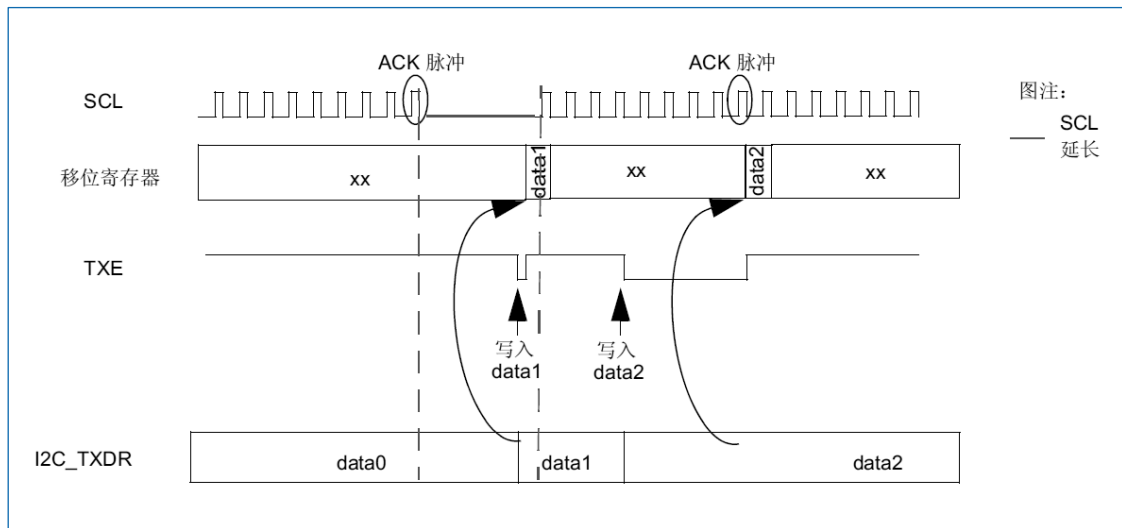 ACK 脉冲
ACK 脉冲
SCL
图注：
SCL
延长
移位寄存器
xx
data1
xx
data2
xx
TXE
写入
data1
写入
data2
I2C_TXDR
data0
data1
data2